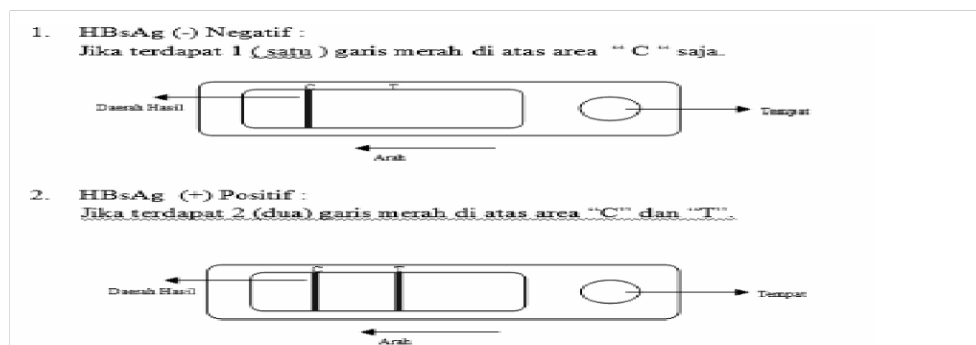 1. HBsAg (-) Negatif :
Jika terdapat 1 ( satu ) garis merah di atas area “ C “ saja.
C T
Daerah Hasil
Tempat
Arah
2. HBsAg (+) Positif :
Jika terdapat 2 (dua) garis merah di atas area “C” dan “T”.
C T
Daerah Hasil
Tempat
Arah